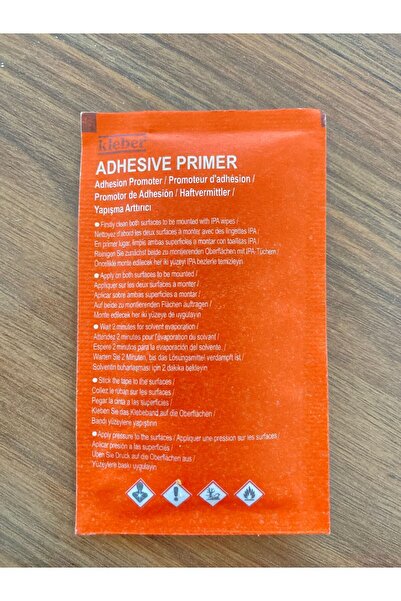 kleber
ADHESIVE PRIMER
Adhesion Promoter / Promoteur d'adhésion /
Promotor de Adhesión / Haftvermittler /
Yapışma Arttırıcı
● Firstly clean both surfaces to be mounted with IPA wipes /
Nettoyez d'abord les deux surfaces à monter avec des lingettes IPA /
En primer lugar, limpie ambas superficies a montar con toallitas IPA /
Reinigen Sie zunächst beide zu montierenden Oberflächen mit IPA-Tüchern /
Öncelikle monte edilecek her iki yüzeyi IPA bezlerle temizleyin
● Apply on both surfaces to be mounted /
Appliquer sur les deux surfaces à monter /
Aplicar sobre ambas superficies a montar /
Auf beide zu montierenden Flächen auftragen /
Monte edilecek her iki yüzeye de uygulayın
● Wait 2 minutes for solvent evaporation /
Attendez 2 minutes pour l'évaporation du solvant /
Espere 2 minutos para la evaporación del solvente /
Warten Sie 2 Minuten, bis das Lösungsmittel verdampft ist /
Solventin buharlaşması için 2 dakika bekleyin
● Stick the tape to the surfaces /
Collez le ruban sur les surfaces /
Pegar la cinta a las superficies /
Kleben Sie das Klebeband auf die Oberflächen /
Bandı yüzeylere yapıştırın
● Apply pressure to the surfaces / Appliquer une pression sur les surfaces /
Aplicar presión a las superficies /
Üben Sie Druck auf die Oberflächen aus /
Yüzeylere baskı uygulayın